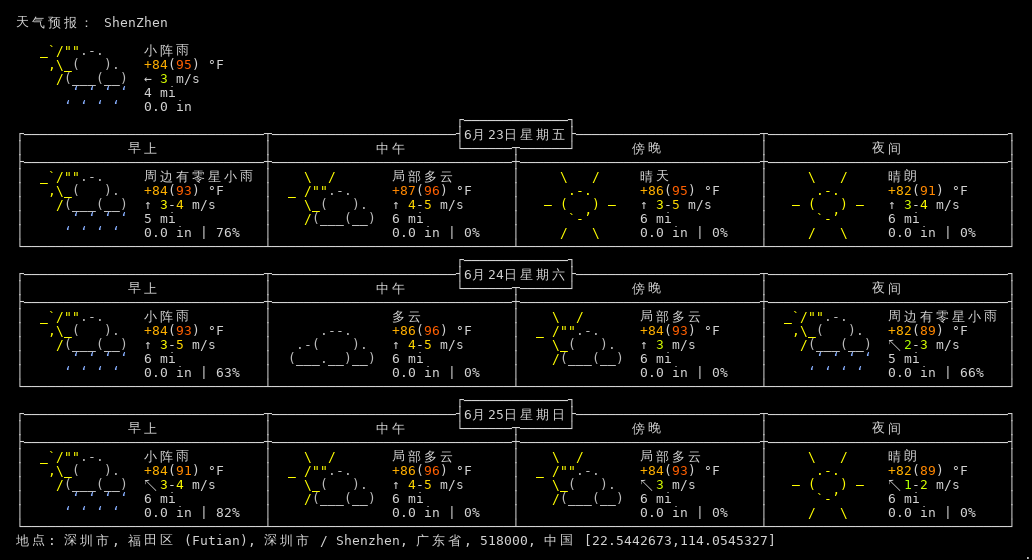 天气预报： ShenZhen
小阵雨
+84(95) °F
← 3 m/s
4 mi
0.0 in
6月23日星期五
早上 中午 傍晚 夜间
周边有零星小雨 局部多云 晴天 晴朗
+84(93) °F +87(96) °F +86(95) °F +82(91) °F
↑ 3-4 m/s ↑ 4-5 m/s ↑ 3-5 m/s ↑ 3-4 m/s
5 mi 6 mi 6 mi 6 mi
0.0 in | 76% 0.0 in | 0% 0.0 in | 0% 0.0 in | 0%
6月24日星期六
早上 中午 傍晚 夜间
小阵雨 多云 局部多云 周边有零星小雨
+84(93) °F +86(96) °F +84(93) °F +82(89) °F
↑ 3-5 m/s ↑ 4-5 m/s ↑ 3 m/s ↖ 2-3 m/s
6 mi 6 mi 6 mi 5 mi
0.0 in | 63% 0.0 in | 0% 0.0 in | 0% 0.0 in | 66%
6月25日星期日
早上 中午 傍晚 夜间
小阵雨 局部多云 局部多云 晴朗
+84(91) °F +86(96) °F +84(93) °F +82(89) °F
↖ 3-4 m/s ↑ 4-5 m/s ↖ 3 m/s ↖ 1-2 m/s
6 mi 6 mi 6 mi 6 mi
0.0 in | 82% 0.0 in | 0% 0.0 in | 0% 0.0 in | 0%
地点: 深圳市, 福田区 (Futian), 深圳市 / Shenzhen, 广东省, 518000, 中国 [22.5442673,114.0545327]